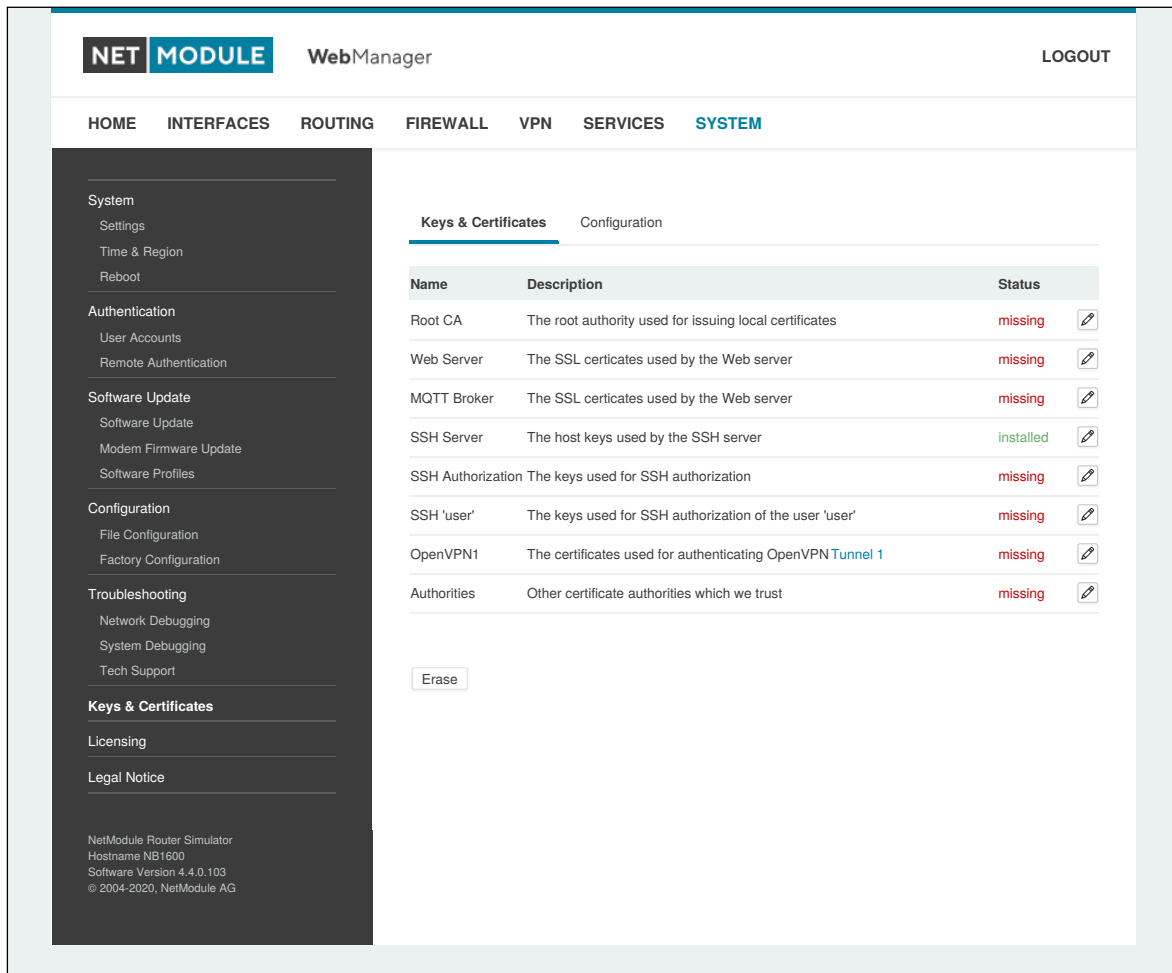 NET MODULE WebManager LOGOUT
HOME INTERFACES ROUTING FIREWALL VPN SERVICES SYSTEM
System
Settings
Time & Region
Reboot
Authentication
User Accounts
Remote Authentication
Software Update
Software Update
Modem Firmware Update
Software Profiles
Configuration
File Configuration
Factory Configuration
Troubleshooting
Network Debugging
System Debugging
Tech Support
Keys & Certificates
Licensing
Legal Notice
NetModule Router Simulator
Hostname NB1600
Software Version 4.4.0.103
© 2004-2020, NetModule AG
Keys & Certificates Configuration
Name Description Status
Root CA The root authority used for issuing local certificates missing
Web Server The SSL certicates used by the Web server missing
MQTT Broker The SSL certicates used by the Web server missing
SSH Server The host keys used by the SSH server installed
SSH Authorization The keys used for SSH authorization missing
SSH 'user' The keys used for SSH authorization of the user 'user' missing
OpenVPN1 The certificates used for authenticating OpenVPN Tunnel 1 missing
Authorities Other certificate authorities which we trust missing
Erase